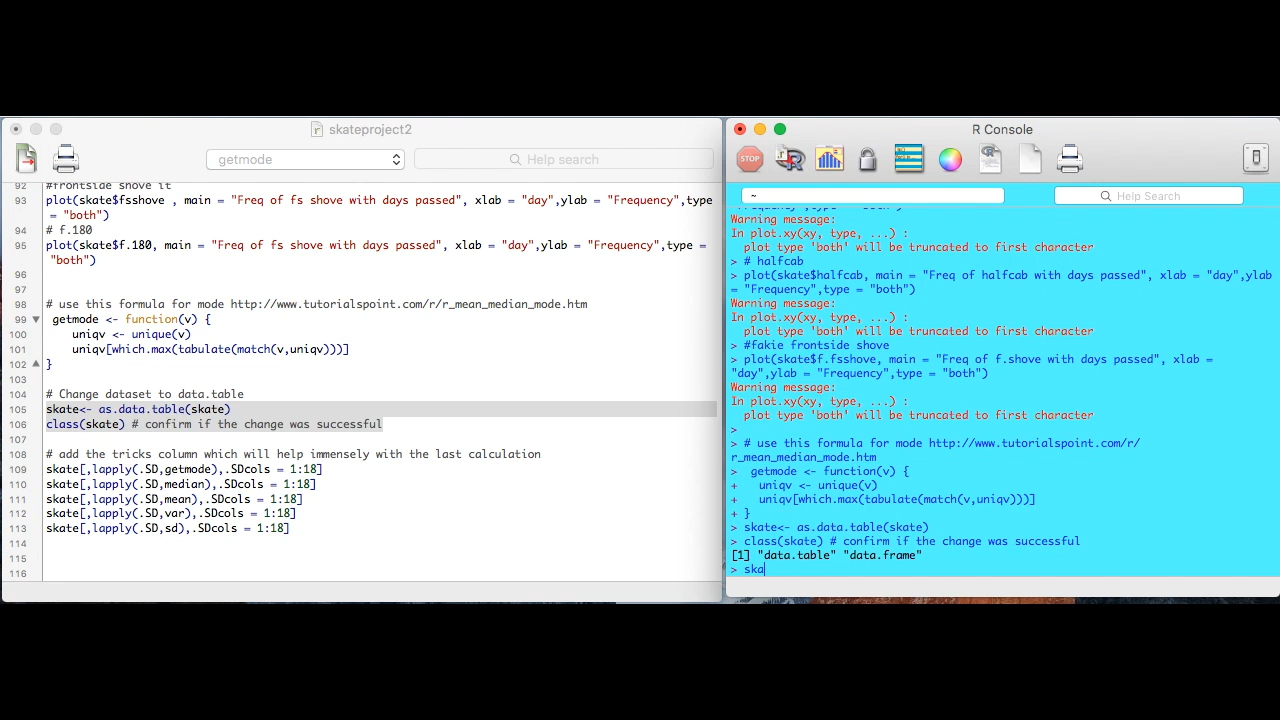 skateproject2
getmode
Help search
92 #frontside shove it
93 plot(skate$fsshove , main = "Freq of fs shove with days passed", xlab = "day",ylab = "Frequency",type
= "both")
94 # f.180
95 plot(skate$f.180, main = "Freq of fs shove with days passed", xlab = "day",ylab = "Frequency",type =
"both")
96
97
98 # use this formula for mode http://www.tutorialspoint.com/r/r_mean_median_mode.htm
99 getmode <- function(v) {
100 uniqv <- unique(v)
101 uniqv[which.max(tabulate(match(v,uniqv)))]
102 }
103
104 # Change dataset to data.table
105 skate<- as.data.table(skate)
106 class(skate) # confirm if the change was successful
107
108 # add the tricks column which will help immensely with the last calculation
109 skate[,lapply(.SD,getmode),.SDcols = 1:18]
110 skate[,lapply(.SD,median),.SDcols = 1:18]
111 skate[,lapply(.SD,mean),.SDcols = 1:18]
112 skate[,lapply(.SD,var),.SDcols = 1:18]
113 skate[,lapply(.SD,sd),.SDcols = 1:18]
114
115
116
R Console
STOP
~
Help Search
Warning message:
In plot.xy(xy, type, ...) :
plot type 'both' will be truncated to first character
> # halfcab
> plot(skate$halfcab, main = "Freq of halfcab with days passed", xlab = "day",ylab
= "Frequency",type = "both")
Warning message:
In plot.xy(xy, type, ...) :
plot type 'both' will be truncated to first character
> #fakie frontside shove
> plot(skate$f.fsshove, main = "Freq of f.shove with days passed", xlab =
"day",ylab = "Frequency",type = "both")
Warning message:
In plot.xy(xy, type, ...) :
plot type 'both' will be truncated to first character
>
> # use this formula for mode http://www.tutorialspoint.com/r/
r_mean_median_mode.htm
> getmode <- function(v) {
+ uniqv <- unique(v)
+ uniqv[which.max(tabulate(match(v,uniqv)))]
+ }
> skate<- as.data.table(skate)
> class(skate) # confirm if the change was successful
[1] "data.table" "data.frame"
> ska